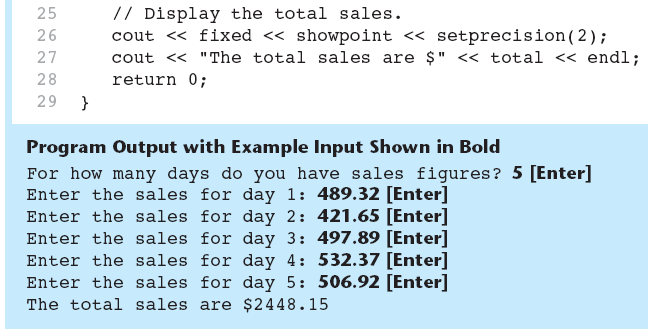 25 // Display the total sales.
26 cout << fixed << showpoint << setprecision(2);
27 cout << "The total sales are $" << total << endl;
28 return 0;
29 }
Program Output with Example Input Shown in Bold
For how many days do you have sales figures? 5 [Enter]
Enter the sales for day 1: 489.32 [Enter]
Enter the sales for day 2: 421.65 [Enter]
Enter the sales for day 3: 497.89 [Enter]
Enter the sales for day 4: 532.37 [Enter]
Enter the sales for day 5: 506.92 [Enter]
The total sales are $2448.15